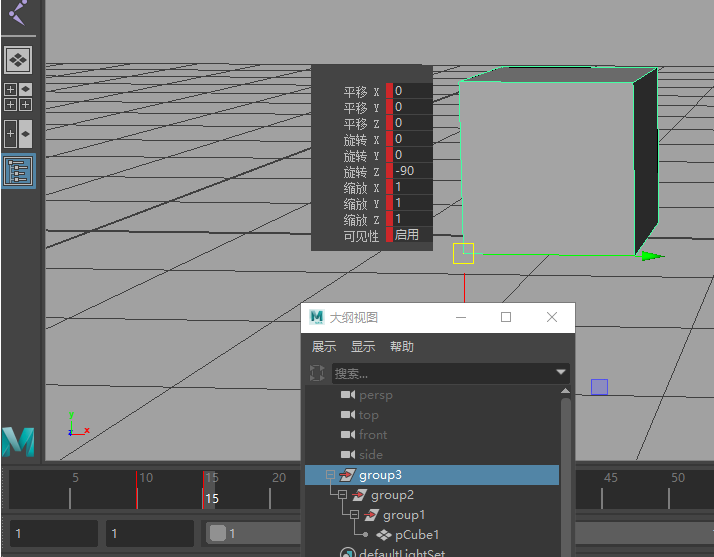 平移 X 0
平移 Y 0
平移 Z 0
旋转 X 0
旋转 Y 0
旋转 Z -90
缩放 X 1
缩放 Y 1
缩放 Z 1
可见性 启用
M 大纲视图
展示 显示 帮助
搜索...
persp
top
front
side
group3
group2
group1
pCube1
defaultLightSet
y
z x
M
5 10 15 20 45 50
15
1 1 1